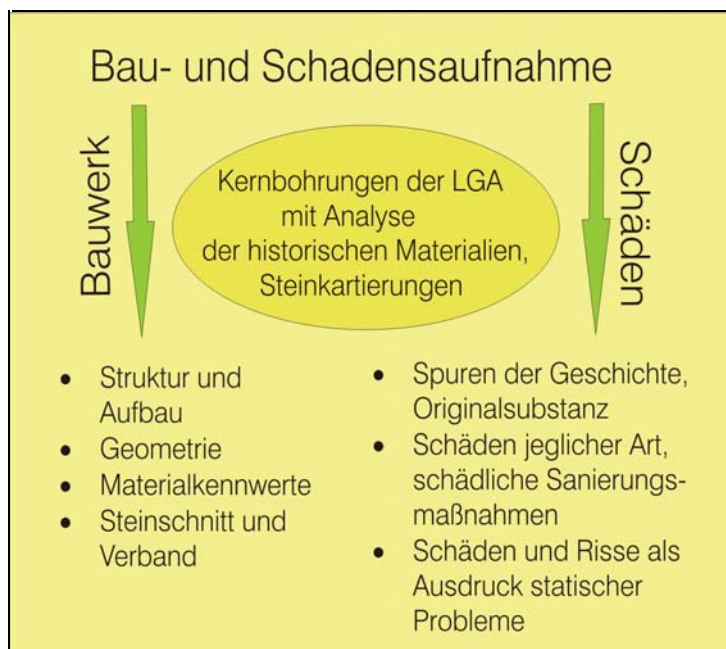 Bau- und Schadensaufnahme
Bauwerk
Kernbohrungen der LGA
mit Analyse
der historischen Materialien,
Steinkartierungen
Schäden
• Struktur und
Aufbau
• Geometrie
• Materialkennwerte
• Steinschnitt und
Verband
• Spuren der Geschichte,
Originalsubstanz
• Schäden jeglicher Art,
schädliche Sanierungs-
maßnahmen
• Schäden und Risse als
Ausdruck statischer
Probleme